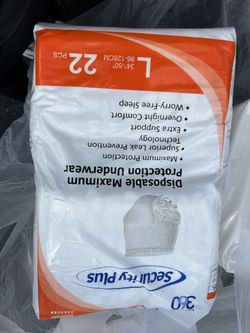 360
Security Plus
Disposable Maximum
Protection Underwear
• Maximum Protection
• Superior Leak Prevention
Technology
• Extra Support
• Overnight Comfort
• Worry-Free Sleep
L
34"-50"
86-128CM
22 PCS